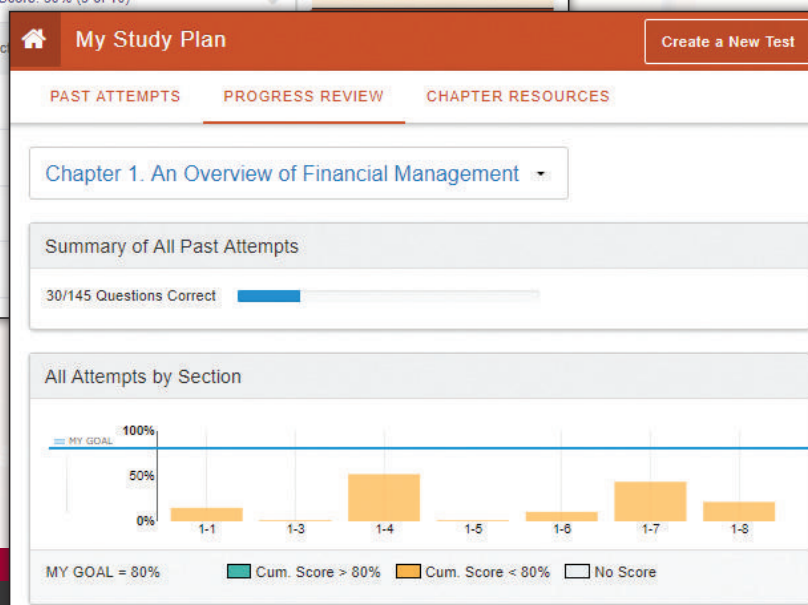 My Study Plan
Create a New Test
PAST ATTEMPTS
PROGRESS REVIEW
CHAPTER RESOURCES
Chapter 1. An Overview of Financial Management
Summary of All Past Attempts
30/145 Questions Correct
All Attempts by Section
100%
MY GOAL
50%
0%
1-1 1-3 1-4 1-5 1-6 1-7 1-8
MY GOAL = 80% Cum. Score > 80% Cum. Score < 80% No Score